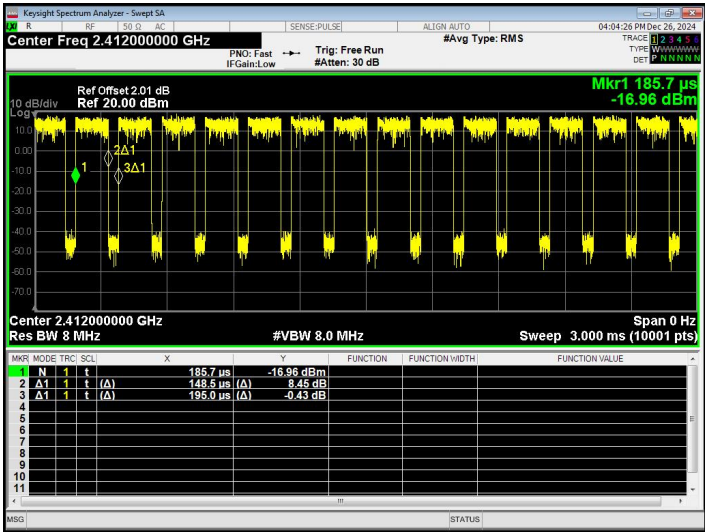 Keysight Spectrum Analyzer - Swept SA
R RF 50 Ω AC SENSE:PULSE ALIGN AUTO 04:04:26 PM Dec 26, 2024
Center Freq 2.412000000 GHz #Avg Type: RMS TRACE 1 2 3 4 5 6
PNO: Fast Trig: Free Run TYPE WWWWWW
IFGain:Low #Atten: 30 dB DET P N N N N N
Ref Offset 2.01 dB Mkr1 185.7 µs
10 dB/div Ref 20.00 dBm -16.96 dBm
Log
10.0
0.00
-10.0
-20.0
-30.0
-40.0
-50.0
-60.0
-70.0
2Δ1
1 3Δ1
Center 2.412000000 GHz Span 0 Hz
Res BW 8 MHz #VBW 8.0 MHz Sweep 3.000 ms (10001 pts)
MKR MODE TRC SCL X Y FUNCTION FUNCTION WIDTH FUNCTION VALUE
1 N 1 t 185.7 µs -16.96 dBm
2 Δ1 1 t (Δ) 148.5 µs (Δ) 8.45 dB
3 Δ1 1 t (Δ) 195.0 µs (Δ) -0.43 dB
4
5
6
7
8
9
10
11
MSG STATUS